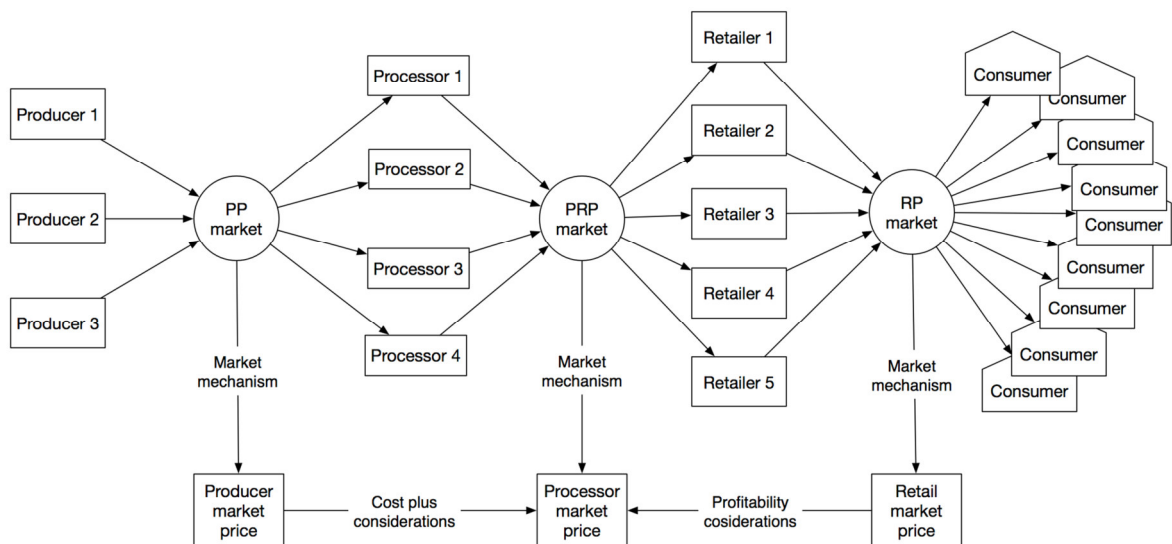 Producer 1
Producer 2
Producer 3
PP
market
Processor 1
Processor 2
Processor 3
Processor 4
PRP
market
Retailer 1
Retailer 2
Retailer 3
Retailer 4
Retailer 5
RP
market
Consumer
Consumer
Consumer
Consumer
Consumer
Consumer
Consumer
Consumer
Consumer
Market
mechanism
Market
mechanism
Market
mechanism
Producer
market
price
Cost plus
considerations
Processor
market
price
Profitability
cosiderations
Retail
market
price